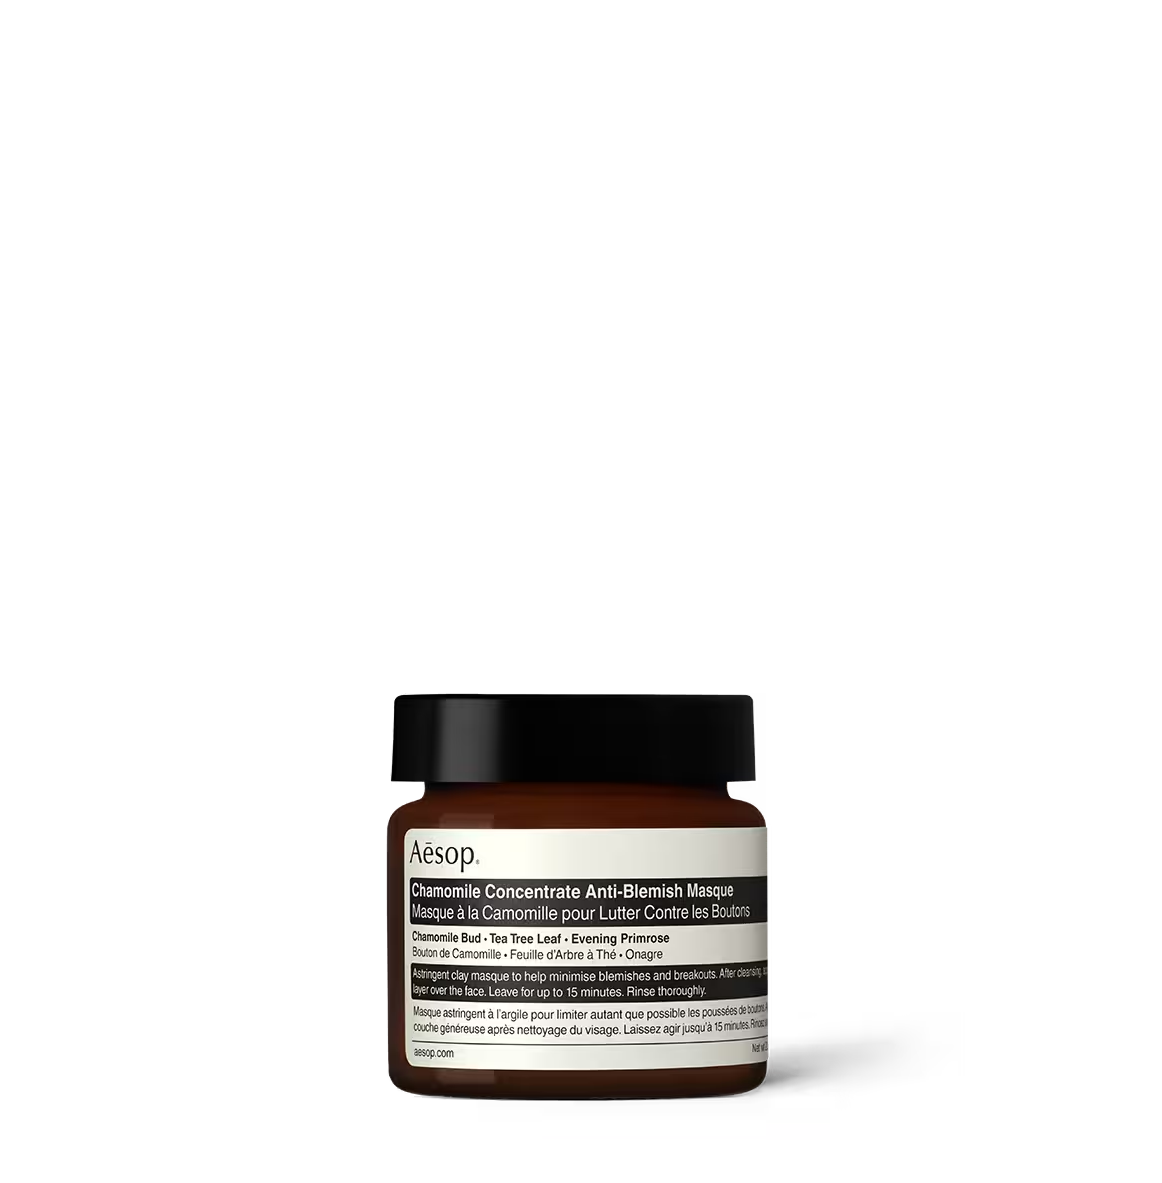 Aēsop®
Chamomile Concentrate Anti-Blemish Masque
Masque à la Camomille pour Lutter Contre les Boutons
Chamomile Bud • Tea Tree Leaf • Evening Primrose
Bouton de Camomille • Feuille d'Arbre à Thé • Onagre
Astringent clay masque to help minimise blemishes and breakouts. After cleansing,
layer over the face. Leave for up to 15 minutes. Rinse thoroughly.
Masque astringent à l'argile pour limiter autant que possible les poussées de boutons.
couche généreuse après nettoyage du visage. Laissez agir jusqu'à 15 minutes.
aesop.com
Net